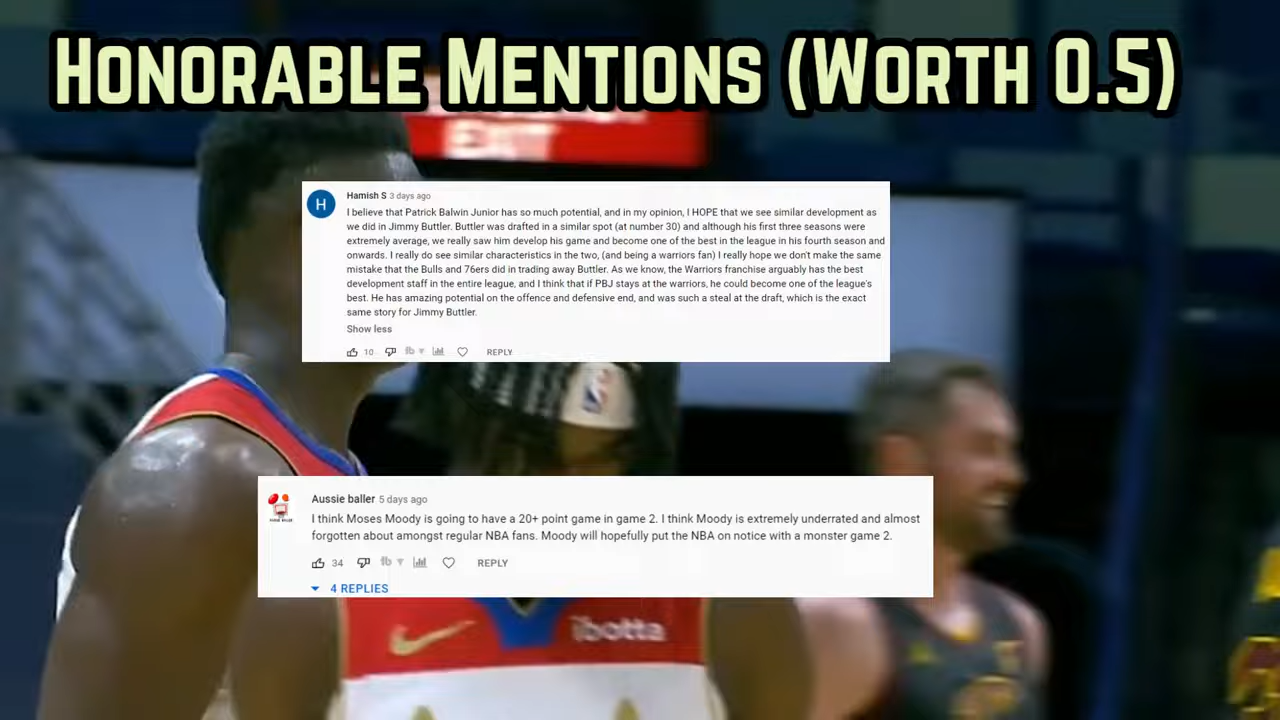 HONORABLE MENTIONS (WORTH 0.5)
EXIT
H
Hamish S 3 days ago
I believe that Patrick Balwin Junior has so much potential, and in my opinion, I HOPE that we see similar development as
we did in Jimmy Buttler. Buttler was drafted in a similar spot (at number 30) and although his first three seasons were
extremely average, we really saw him develop his game and become one of the best in the league in his fourth season and
onwards. I really do see similar characteristics in the two, (and being a warriors fan) I really hope we don't make the same
mistake that the Bulls and 76ers did in trading away Buttler. As we know, the Warriors franchise arguably has the best
development staff in the entire league, and I think that if PBJ stays at the warriors, he could become one of the league's
best. He has amazing potential on the offence and defensive end, and was such a steal at the draft, which is the exact
same story for Jimmy Buttler.
Show less
10 REPLY
Aussie baller 5 days ago
I think Moses Moody is going to have a 20+ point game in game 2. I think Moody is extremely underrated and almost
forgotten about amongst regular NBA fans. Moody will hopefully put the NBA on notice with a monster game 2.
34 REPLY
4 REPLIES
ibotta